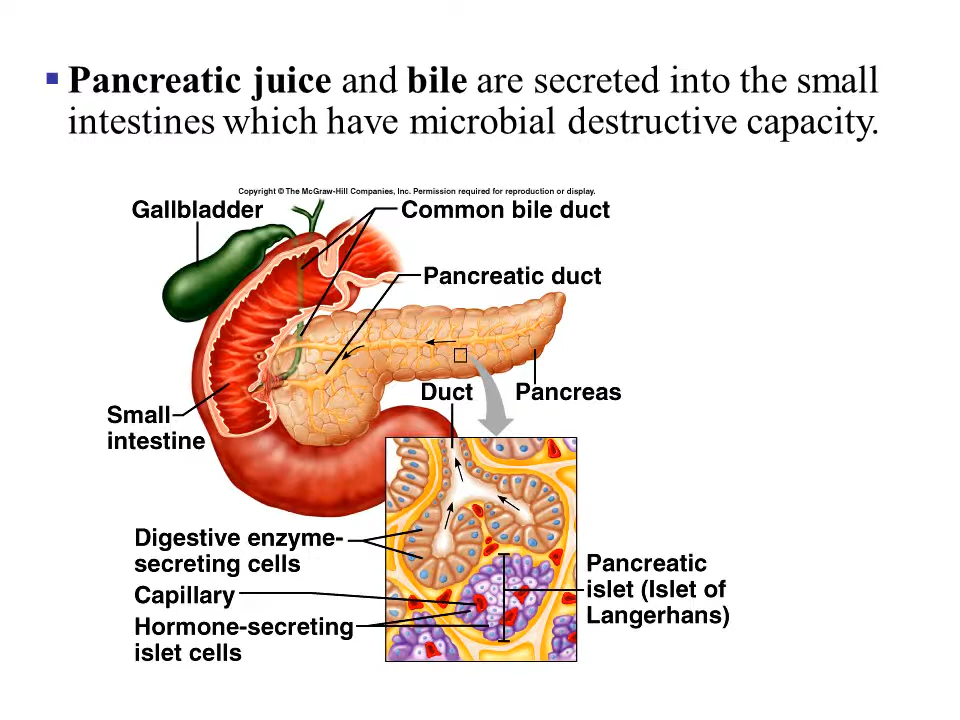 ▪ Pancreatic juice and bile are secreted into the small
intestines which have microbial destructive capacity.
Copyright © The McGraw-Hill Companies, Inc. Permission required for reproduction or display.
Gallbladder
Common bile duct
Pancreatic duct
Duct
Pancreas
Small
intestine
Digestive enzyme-
secreting cells
Capillary
Hormone-secreting
islet cells
Pancreatic
islet (Islet of
Langerhans)